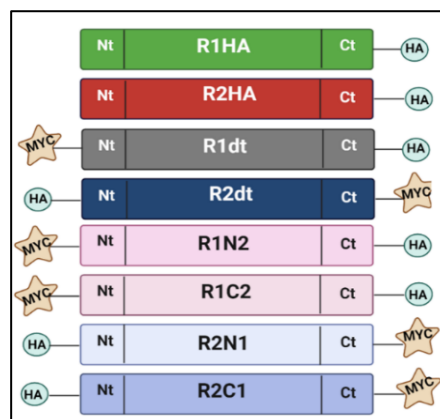 Nt R1HA Ct HA
Nt R2HA Ct HA
MYC Nt R1dt Ct HA
HA Nt R2dt Ct MYC
MYC Nt R1N2 Ct HA
MYC Nt R1C2 Ct HA
HA Nt R2N1 Ct MYC
HA Nt R2C1 Ct MYC